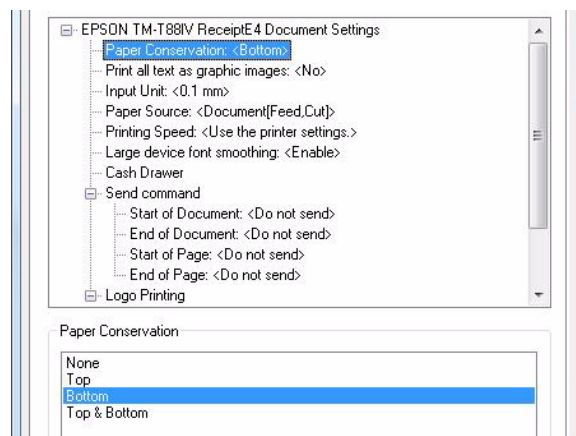 EPSON TM-T88IV ReceiptE4 Document Settings
Paper Conservation: <Bottom>
Print all text as graphic images: <No>
Input Unit: <0.1 mm>
Paper Source: <Document[Feed,Cut]>
Printing Speed: <Use the printer settings.>
Large device font smoothing: <Enable>
Cash Drawer
Send command
Start of Document: <Do not send>
End of Document: <Do not send>
Start of Page: <Do not send>
End of Page: <Do not send>
Logo Printing
Paper Conservation
None
Top
Bottom
Top & Bottom